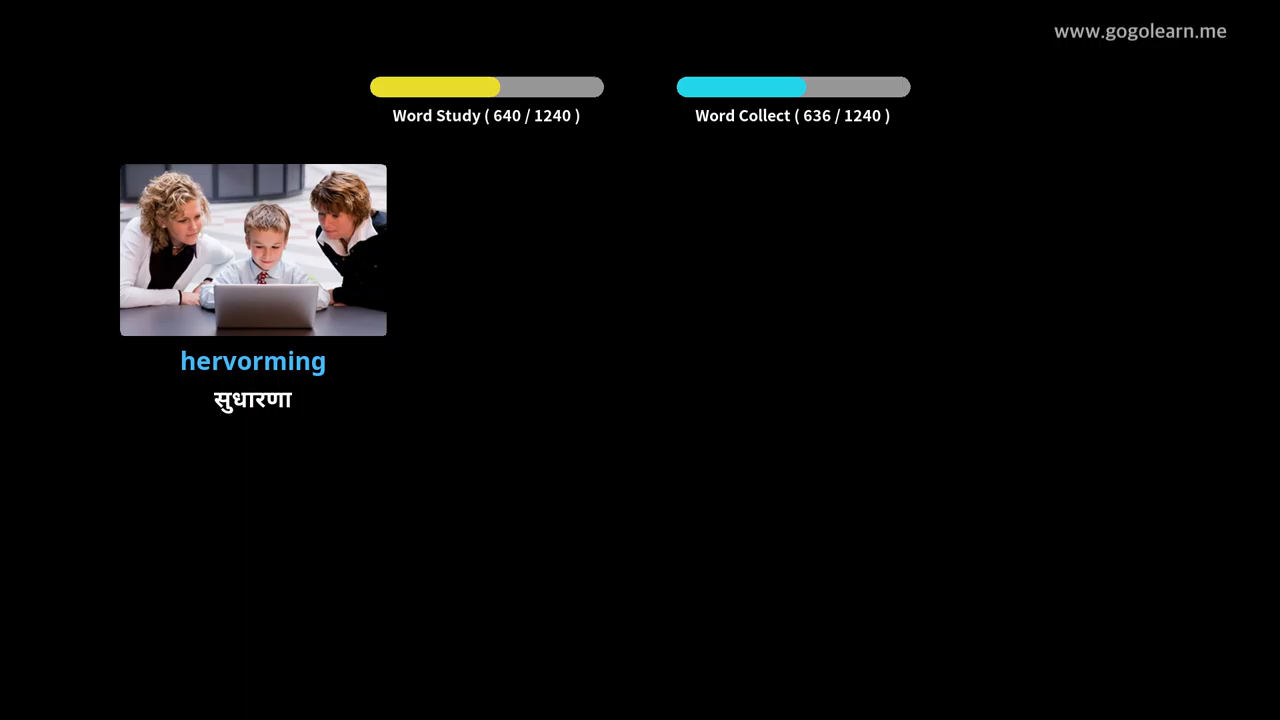 www.gogolearn.me
Word Study ( 640 / 1240 )
Word Collect ( 636 / 1240 )
hervorming
सुधारणा